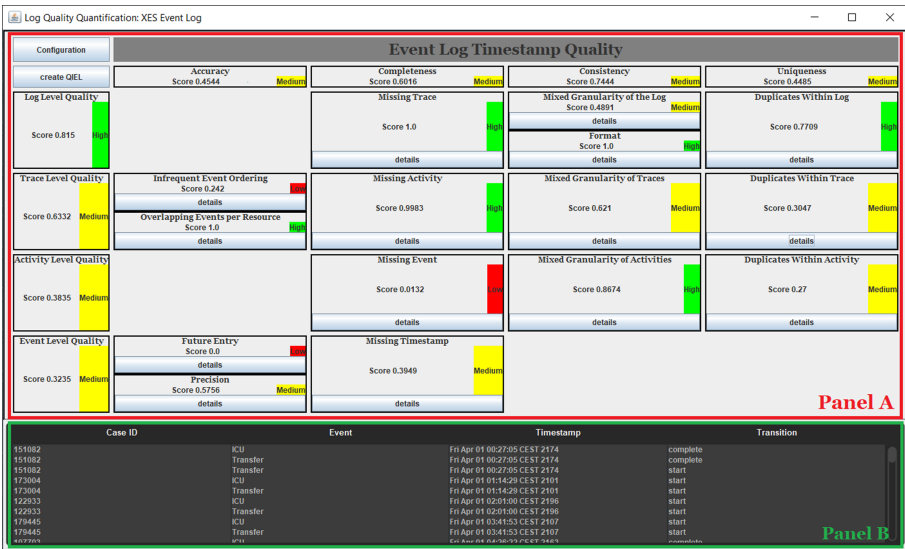 Log Quality Quantification: XES Event Log
Configuration
Event Log Timestamp Quality
create QIEL
Accuracy
Score 0.4544 Medium
Completeness
Score 0.6016 Medium
Consistency
Score 0.7444 Medium
Uniqueness
Score 0.4485 Medium
Log Level Quality
Score 0.815 High
Missing Trace
Score 1.0 High
details
Mixed Granularity of the Log
Score 0.4891 Medium
details
Format
Score 1.0 High
details
Duplicates Within Log
Score 0.7709 High
details
Trace Level Quality
Score 0.6332 Medium
Infrequent Event Ordering
Score 0.242 Low
details
Overlapping Events per Resource
Score 1.0 High
details
Missing Activity
Score 0.9983 High
details
Mixed Granularity of Traces
Score 0.621 Medium
details
Duplicates Within Trace
Score 0.3047 Medium
details
Activity Level Quality
Score 0.3835 Medium
Missing Event
Score 0.0132 Low
details
Mixed Granularity of Activities
Score 0.8674 High
details
Duplicates Within Activity
Score 0.27 Medium
details
Event Level Quality
Score 0.3235 Medium
Future Entry
Score 0.0 Low
details
Precision
Score 0.5756 Medium
details
Missing Timestamp
Score 0.3949 Medium
details
Panel A
Case ID Event Timestamp Transition
151082 ICU Fri Apr 01 00:27:05 CEST 2174 complete
151082 Transfer Fri Apr 01 00:27:05 CEST 2174 complete
151082 Transfer Fri Apr 01 00:27:05 CEST 2174 start
173004 ICU Fri Apr 01 01:14:29 CEST 2101 start
173004 Transfer Fri Apr 01 01:14:29 CEST 2101 start
122933 ICU Fri Apr 01 02:01:00 CEST 2196 start
122933 Transfer Fri Apr 01 02:01:00 CEST 2196 start
179445 ICU Fri Apr 01 03:41:53 CEST 2107 start
179445 Transfer Fri Apr 01 03:41:53 CEST 2107 start
ICU Fri Apr 01 CEST complete
Panel B